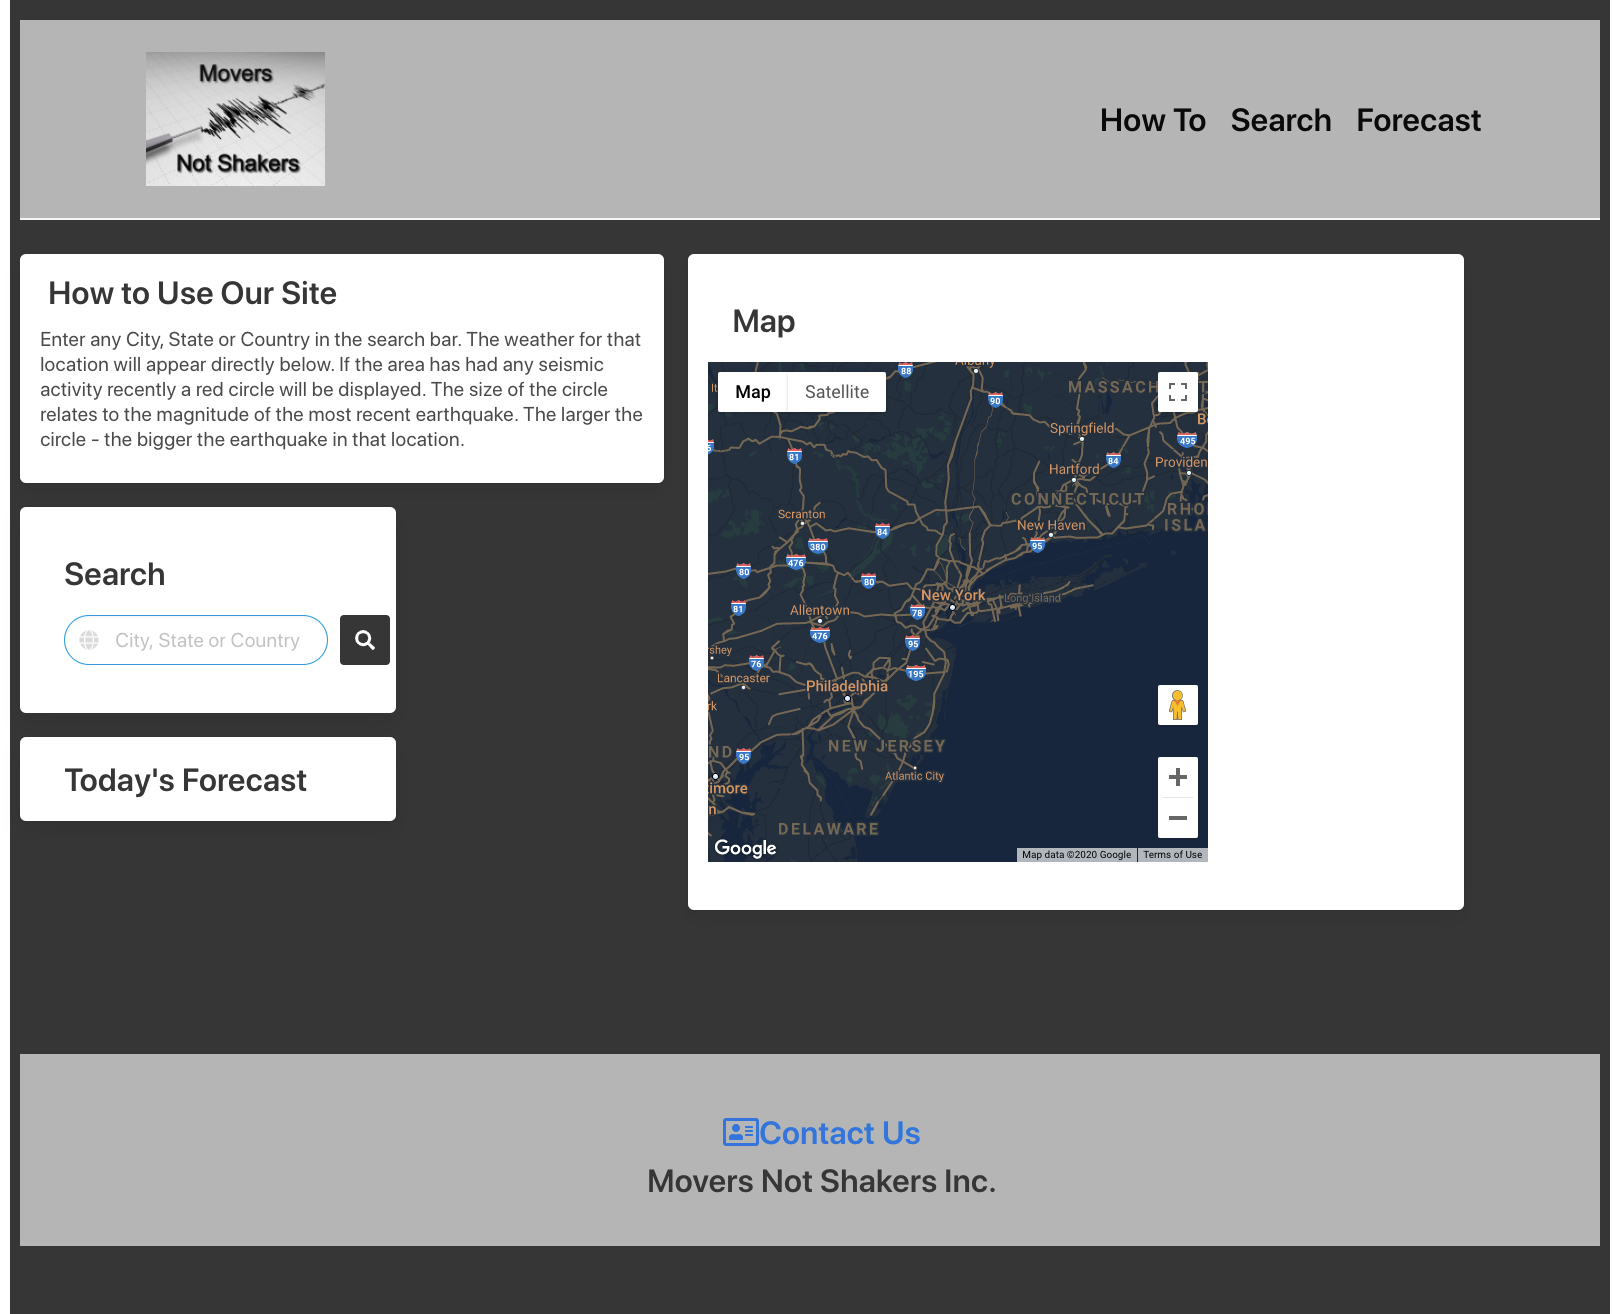 Movers
Not Shakers
How To Search Forecast
How to Use Our Site
Enter any City, State or Country in the search bar. The weather for that
location will appear directly below. If the area has had any seismic
activity recently a red circle will be displayed. The size of the circle
relates to the magnitude of the most recent earthquake. The larger the
circle - the bigger the earthquake in that location.
Search
City, State or Country
Today's Forecast
Map
Map Satellite
88
MASSACH
90
Springfield
495
81
Hartford
84
Providen
CONNECTICUT
RHO
ISLA
Scranton
New Haven
84
380
95
476
80
80
New York
Long Island
81
Allentown
78
476
95
shey
76
195
Lancaster
Philadelphia
rk
NEW JERSEY
ND
95
Atlantic City
timore
n
DELAWARE
Google
Map data ©2020 Google
Terms of Use
Contact Us
Movers Not Shakers Inc.